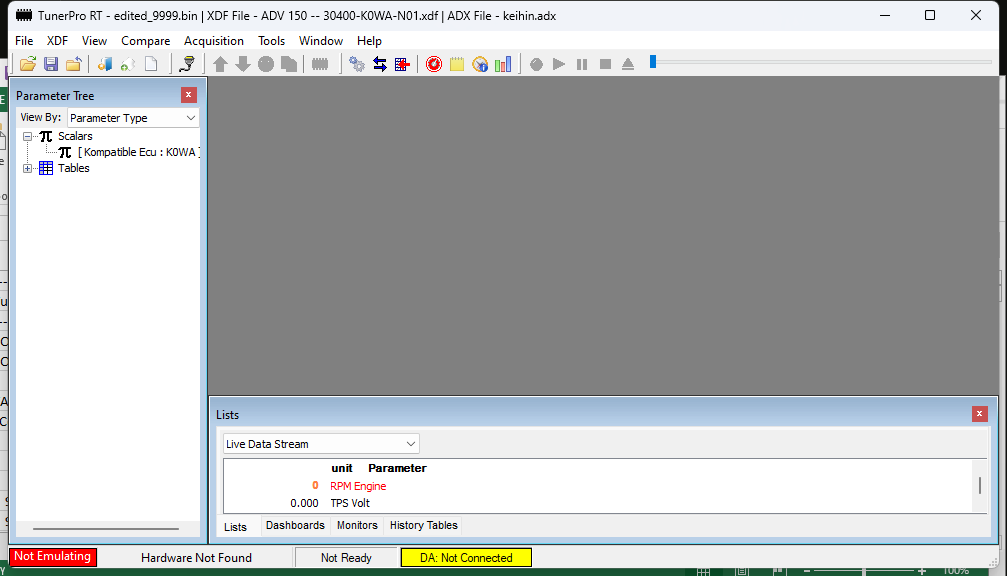 TunerPro RT - edited_9999.bin | XDF File - ADV 150 -- 30400-K0WA-N01.xdf | ADX File - keihin.adx
File XDF View Compare Acquisition Tools Window Help
Parameter Tree
View By: Parameter Type
Scalars
[ Kompatible Ecu : K0WA ]
Tables
Lists
Live Data Stream
unit Parameter
0 RPM Engine
0.000 TPS Volt
Lists Dashboards Monitors History Tables
Not Emulating Hardware Not Found Not Ready DA: Not Connected
100%